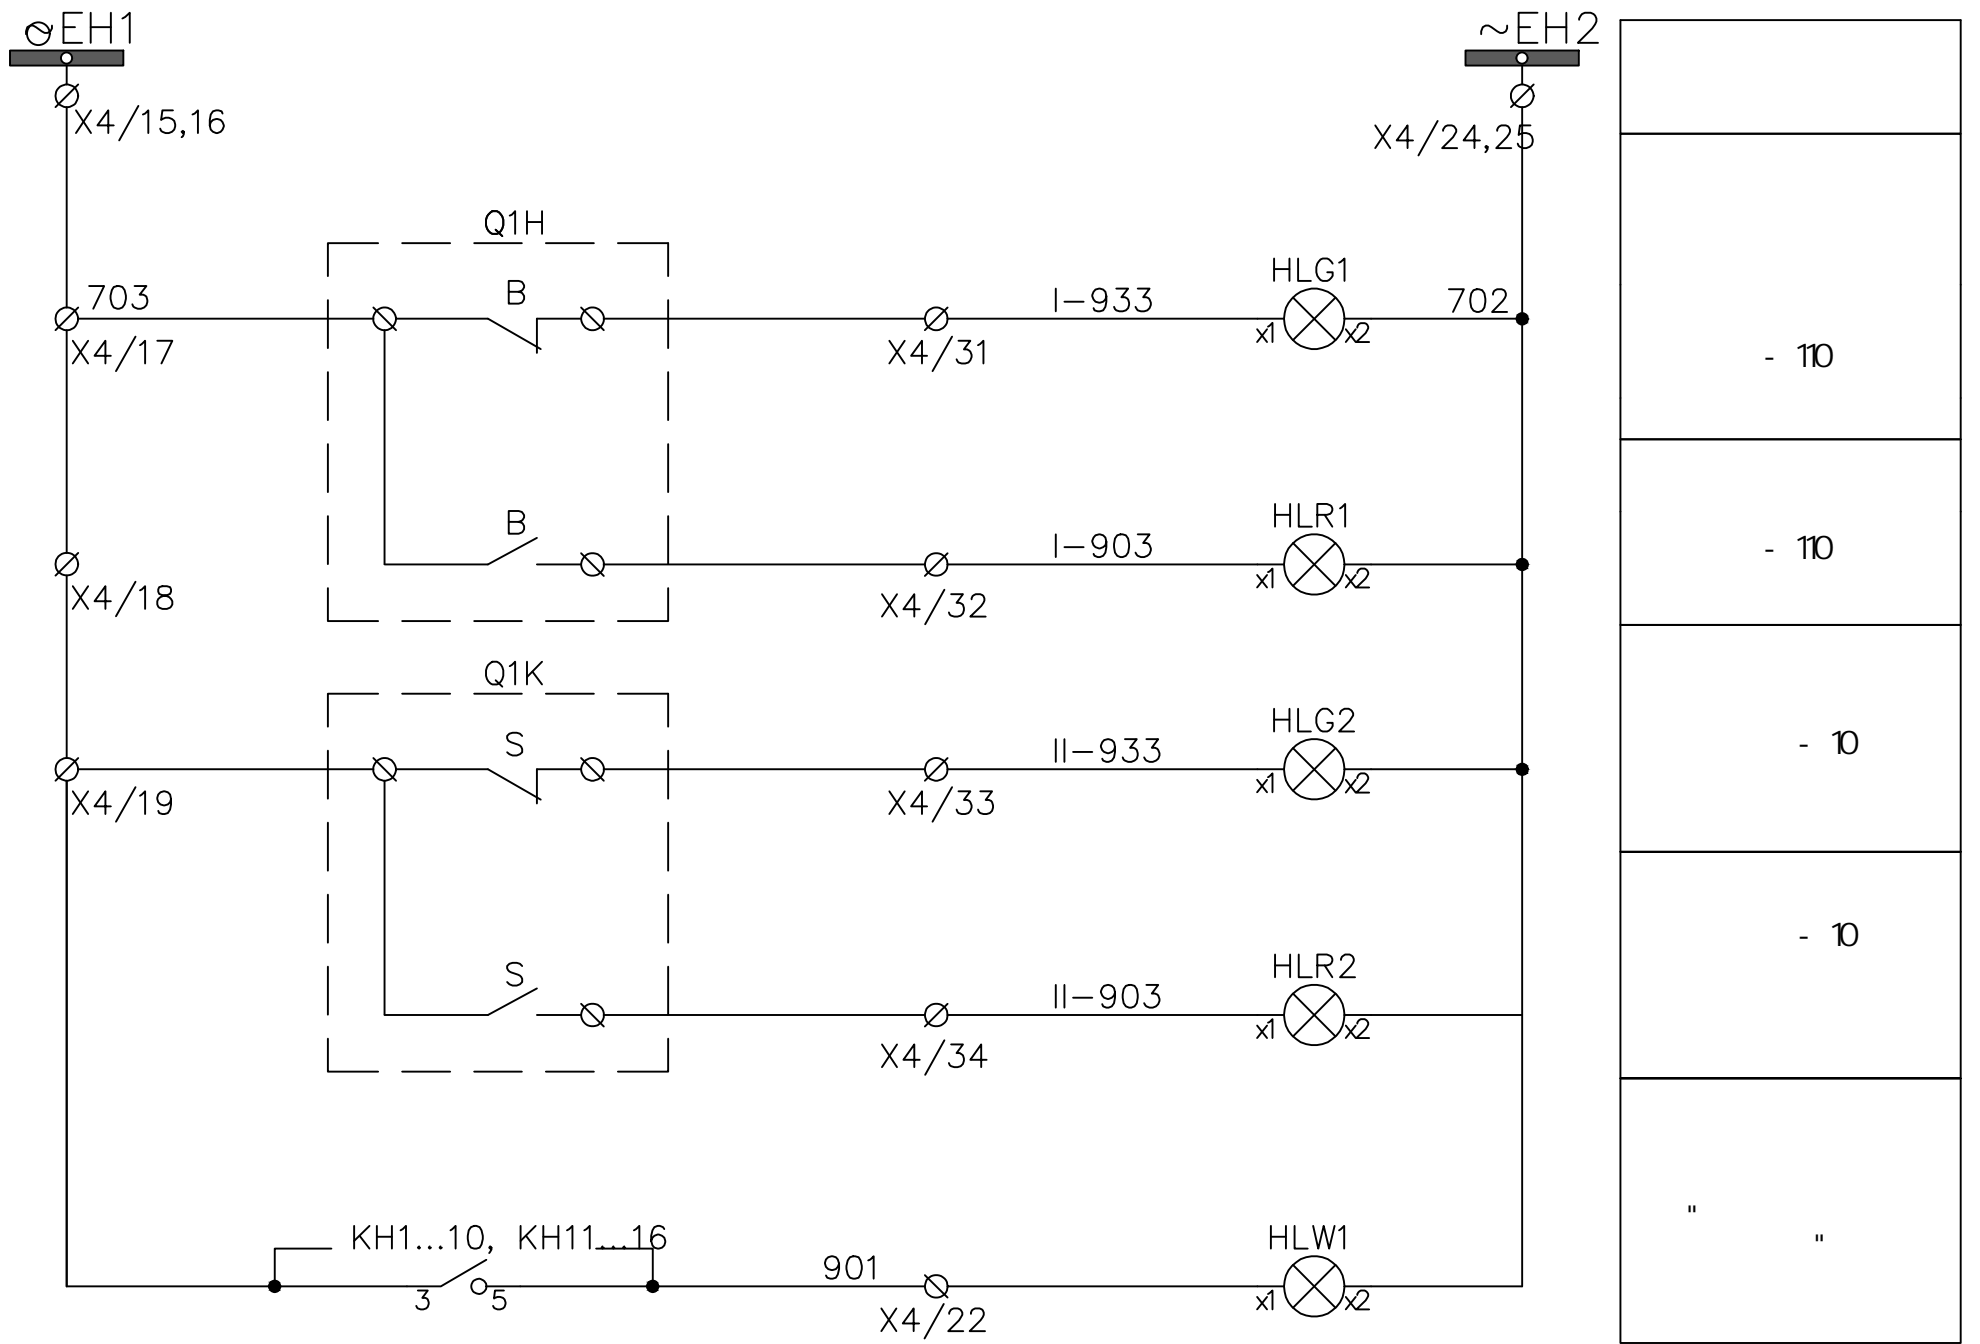 ~EH1
~EH2
X4/15,16
X4/24,25
Q1H
703
B
I-933
HLG1
702
X4/17
X4/31
x1
x2
- 110
B
I-903
HLR1
X4/18
X4/32
x1
x2
- 110
Q1K
S
II-933
HLG2
X4/19
X4/33
x1
x2
- 10
S
II-903
HLR2
X4/34
x1
x2
- 10
KH1...10, KH11...16
901
HLW1
3
5
X4/22
x1
x2
"
"